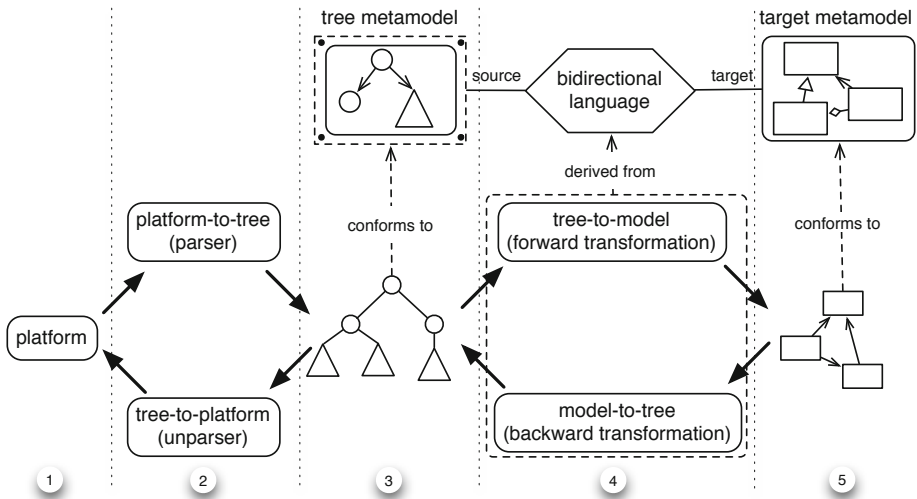 tree metamodel
target metamodel
source
bidirectional
language
target
derived from
platform-to-tree
(parser)
conforms to
tree-to-model
(forward transformation)
conforms to
platform
tree-to-platform
(unparser)
model-to-tree
(backward transformation)
1
2
3
4
5